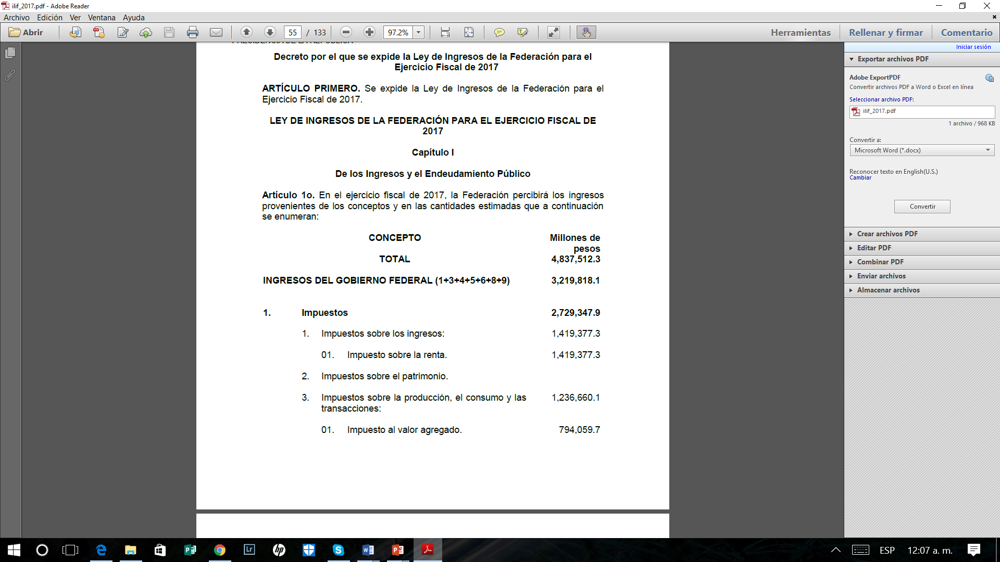 ilif_2017.pdf - Adobe Reader
Archivo Edición Ver Ventana Ayuda
Abrir 55 / 133 97.2% Herramientas Rellenar y firmar Comentario
Iniciar sesión
Exportar archivos PDF
Adobe ExportPDF
Convertir archivos PDF a Word o Excel en línea
Seleccionar archivo PDF:
ilif_2017.pdf
1 archivo / 968 KB
Convertir a:
Microsoft Word (*.docx)
Reconocer texto en English(U.S.)
Cambiar
Convertir
Crear archivos PDF
Editar PDF
Combinar PDF
Enviar archivos
Almacenar archivos
PRESIDENCIA DE LA REPÚBLICA
Decreto por el que se expide la Ley de Ingresos de la Federación para el
Ejercicio Fiscal de 2017
ARTÍCULO PRIMERO. Se expide la Ley de Ingresos de la Federación para el
Ejercicio Fiscal de 2017.
LEY DE INGRESOS DE LA FEDERACIÓN PARA EL EJERCICIO FISCAL DE
2017
Capítulo I
De los Ingresos y el Endeudamiento Público
Artículo 1o. En el ejercicio fiscal de 2017, la Federación percibirá los ingresos
provenientes de los conceptos y en las cantidades estimadas que a continuación
se enumeran:
CONCEPTO Millones de
pesos
TOTAL 4,837,512.3
INGRESOS DEL GOBIERNO FEDERAL (1+3+4+5+6+8+9) 3,219,818.1
1. Impuestos 2,729,347.9
1. Impuestos sobre los ingresos: 1,419,377.3
01. Impuesto sobre la renta. 1,419,377.3
2. Impuestos sobre el patrimonio.
3. Impuestos sobre la producción, el consumo y las 1,236,660.1
transacciones:
01. Impuesto al valor agregado. 794,059.7
Lr hp ESP 12:07 a. m.